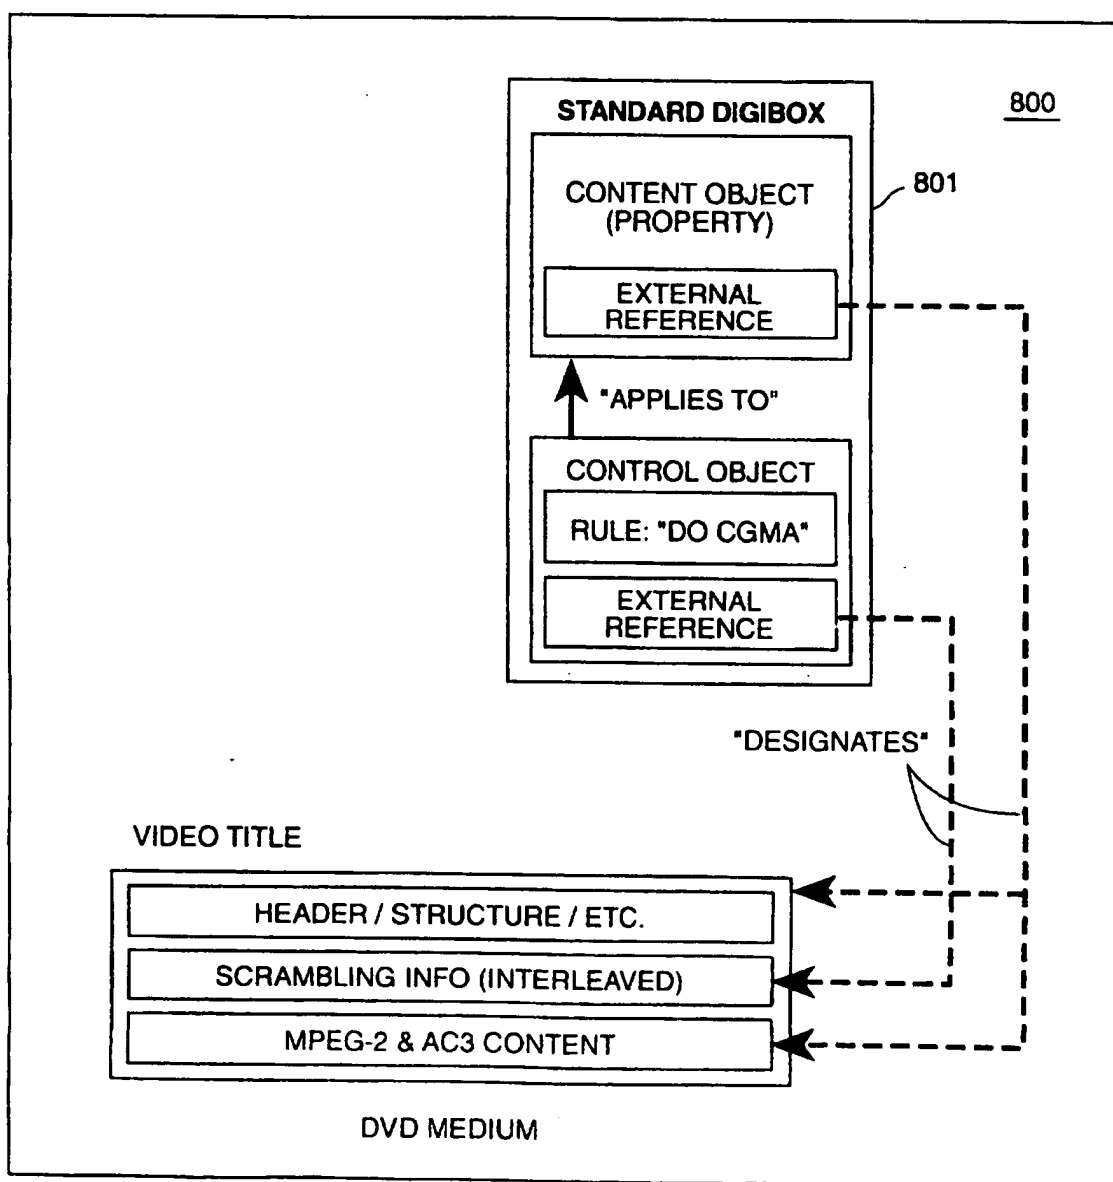 800
STANDARD DIGIBOX
801
CONTENT OBJECT
(PROPERTY)
EXTERNAL
REFERENCE
"APPLIES TO"
CONTROL OBJECT
RULE: "DO CGMA"
EXTERNAL
REFERENCE
"DESIGNATES"
VIDEO TITLE
HEADER / STRUCTURE / ETC.
SCRAMBLING INFO (INTERLEAVED)
MPEG-2 & AC3 CONTENT
DVD MEDIUM